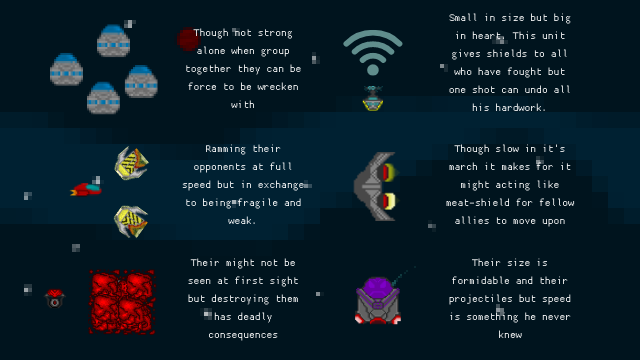 Though not strong
alone when group
together they can be
force to be wrecken
with
Small in size but big
in heart. This unit
gives shields to all
who have fought but
one shot can undo all
his hardwork.
Ramming their
opponents at full
speed but in exchange
to being fragile and
weak.
Though slow in it's
march it makes for it
might acting like
meat-shield for fellow
allies to move upon
Their might not be
seen at first sight
but destroying them
has deadly
consequences
Their size is
formidable and their
projectiles but speed
is something he never
knew